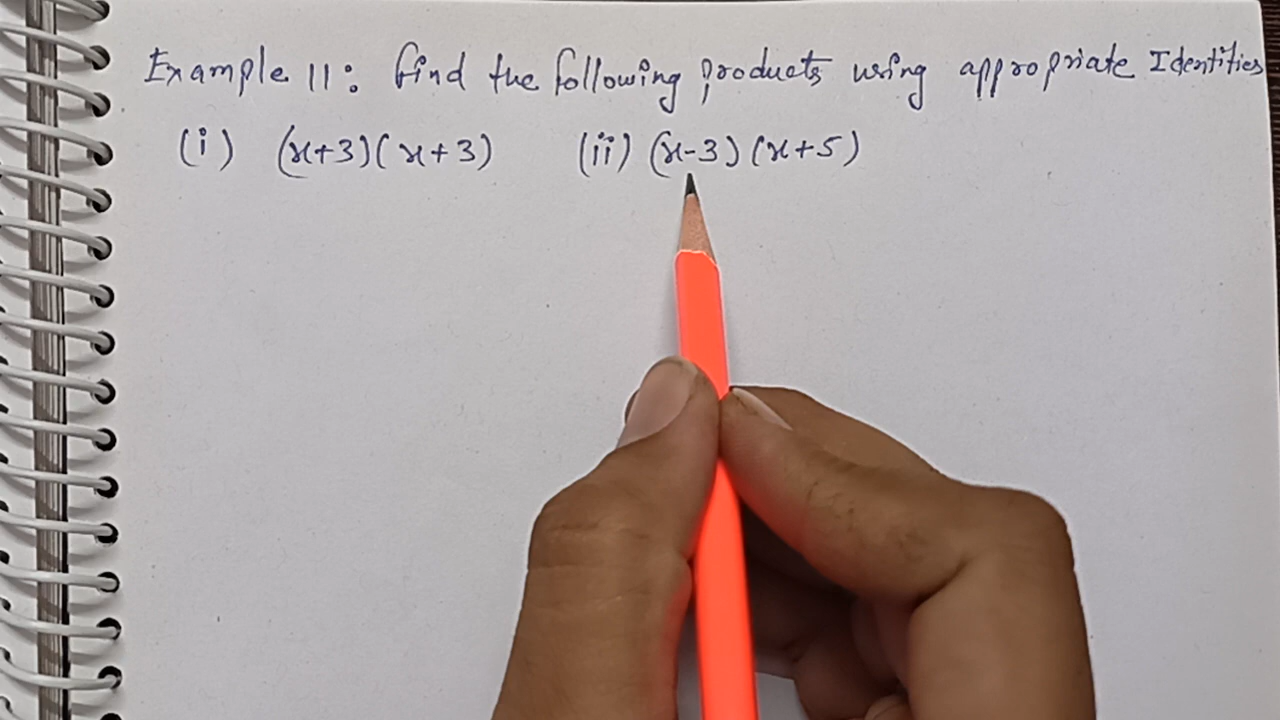 Example 11: find the following products using appropriate Identities
(i) (x+3)(x+3) (ii) (x-3)(x+5)